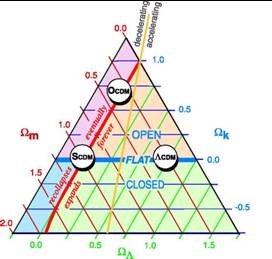 0.0
decelerating
accelerating
1.0
0.5
OCDM
eventually
forever
0.5
Ωm
1.0
OPEN
Ωk
SCDM
FLAT
ΛCDM
0.0
1.5
recollapses
expands
CLOSED
-0.5
2.0
0.0
0.5
1.0
1.5
ΩΛ